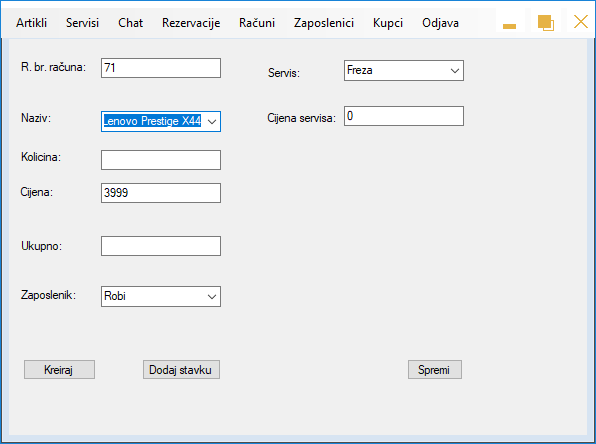 Artikli Servisi Chat Rezervacije Računi Zaposlenici Kupci Odjava
R. br. računa: 71 Servis: Freza
Naziv: Lenovo Prestige X44 Cijena servisa: 0
Kolicina:
Cijena: 3999
Ukupno:
Zaposlenik: Robi
Kreiraj Dodaj stavku Spremi